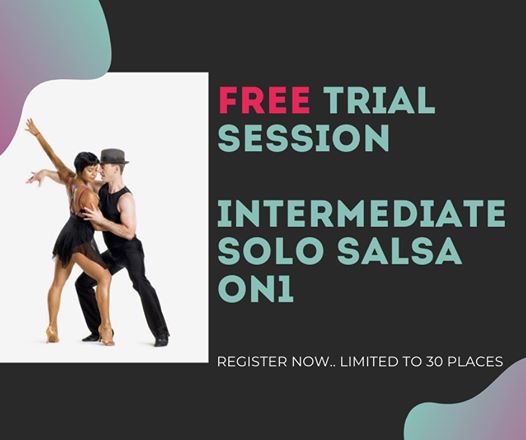 FREE TRIAL
SESSION
INTERMEDIATE
SOLO SALSA
ON1
REGISTER NOW.. LIMITED TO 30 PLACES